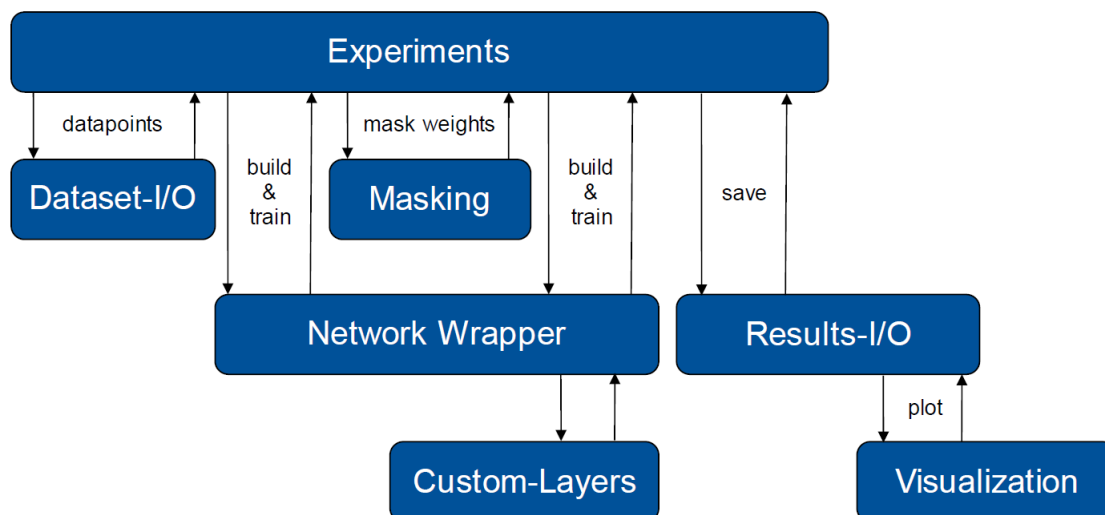 Experiments
datapoints
mask weights
Dataset-I/O
build
&
train
Masking
build
&
train
save
Network Wrapper
Results-I/O
plot
Custom-Layers
Visualization